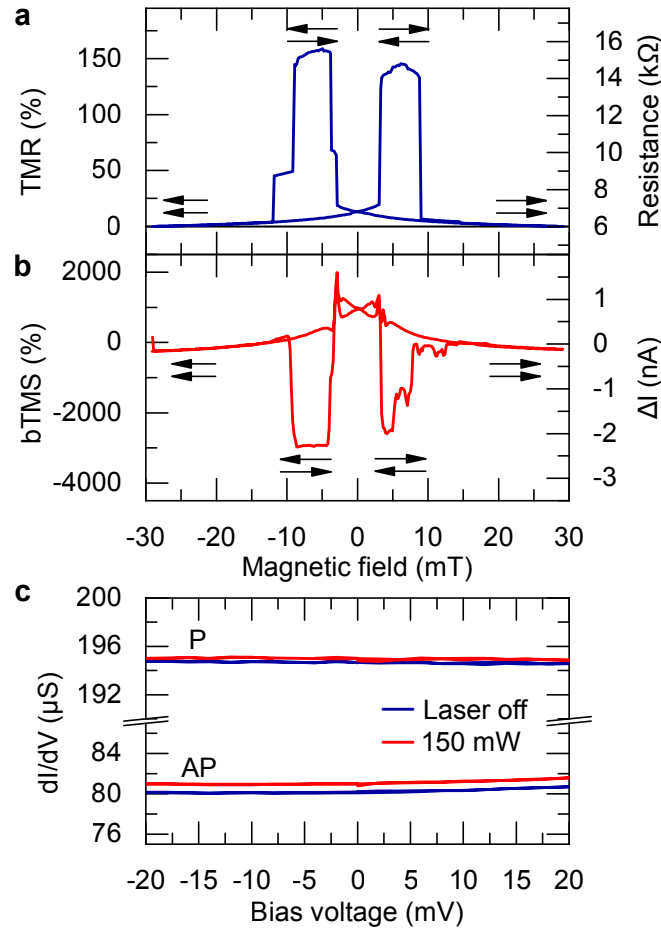 a
TMR (%)
150
100
50
0
16
14
12
10
8
6
Resistance (kΩ)
b
bTMS (%)
2000
0
-2000
-4000
1
0
-1
-2
-3
ΔI (nA)
-30 -20 -10 0 10 20 30
Magnetic field (mT)
c
dI/dV (µS)
200
196
192
84
80
76
P
Laser off
150 mW
AP
-20 -15 -10 -5 0 5 10 15 20
Bias voltage (mV)